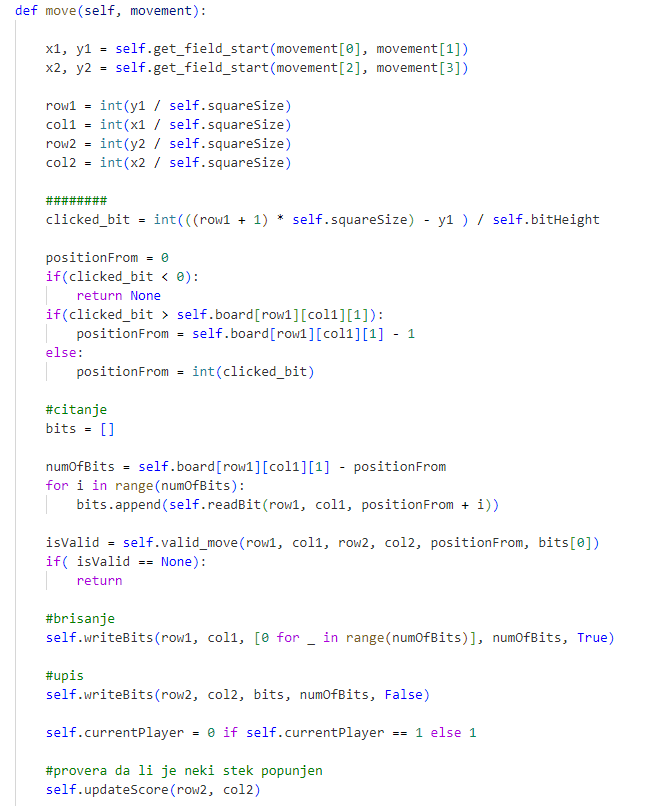 def move(self, movement):
x1, y1 = self.get_field_start(movement[0], movement[1])
x2, y2 = self.get_field_start(movement[2], movement[3])
row1 = int(y1 / self.squareSize)
col1 = int(x1 / self.squareSize)
row2 = int(y2 / self.squareSize)
col2 = int(x2 / self.squareSize)
########
clicked_bit = int(((row1 + 1) * self.squareSize) - y1 ) / self.bitHeight
positionFrom = 0
if(clicked_bit < 0):
return None
if(clicked_bit > self.board[row1][col1][1]):
positionFrom = self.board[row1][col1][1] - 1
else:
positionFrom = int(clicked_bit)
#citanje
bits = []
numOfBits = self.board[row1][col1][1] - positionFrom
for i in range(numOfBits):
bits.append(self.readBit(row1, col1, positionFrom + i))
isValid = self.valid_move(row1, col1, row2, col2, positionFrom, bits[0])
if( isValid == None):
return
#brisanje
self.writeBits(row1, col1, [0 for _ in range(numOfBits)], numOfBits, True)
#upis
self.writeBits(row2, col2, bits, numOfBits, False)
self.currentPlayer = 0 if self.currentPlayer == 1 else 1
#provera da li je neki stek popunjen
self.updateScore(row2, col2)